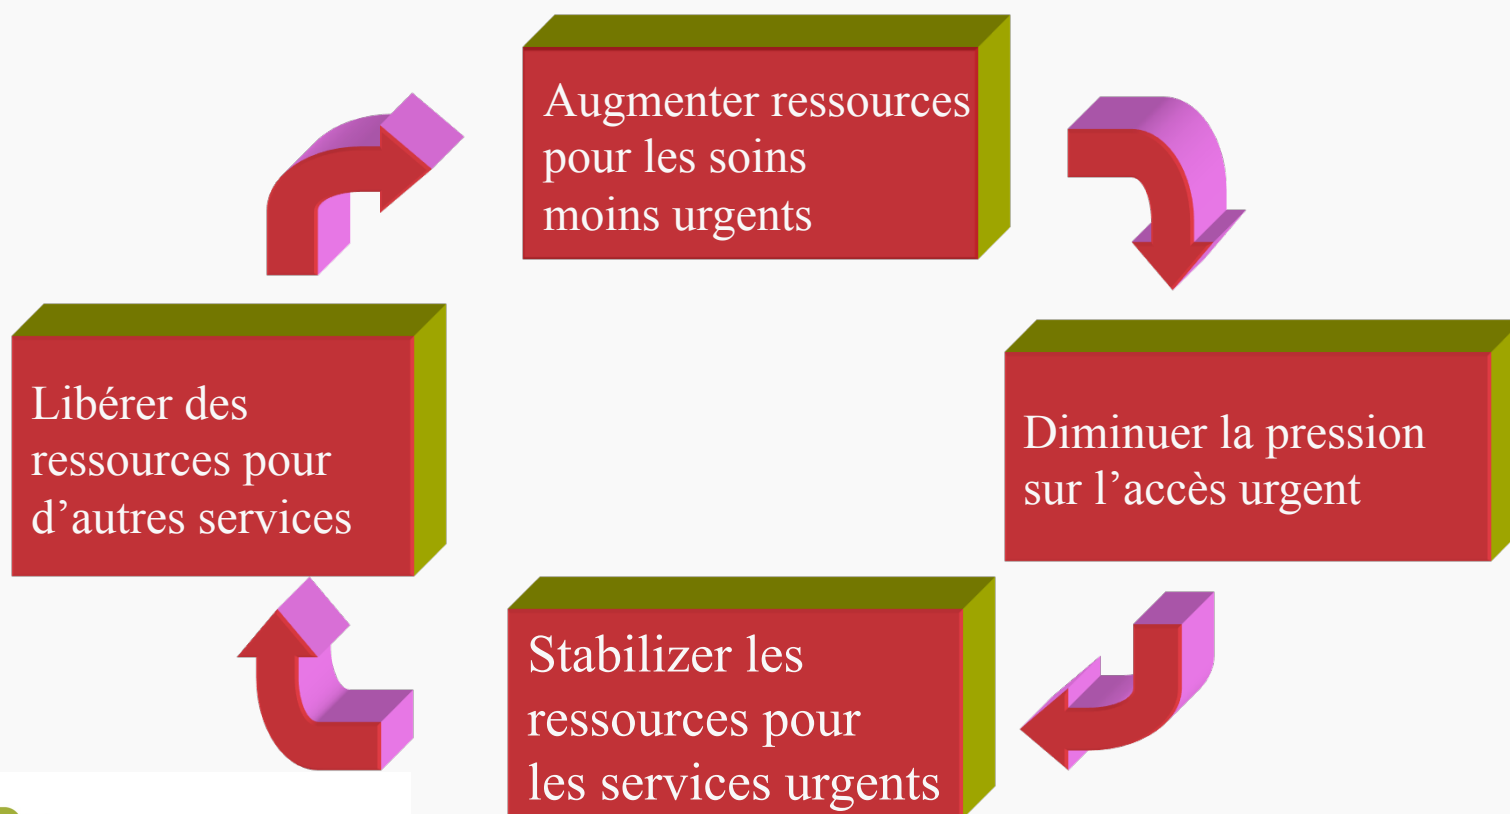 Augmenter ressources
pour les soins
moins urgents
Diminuer la pression
sur l’accès urgent
Stabilizer les
ressources pour
les services urgents
Libérer des
ressources pour
d’autres services